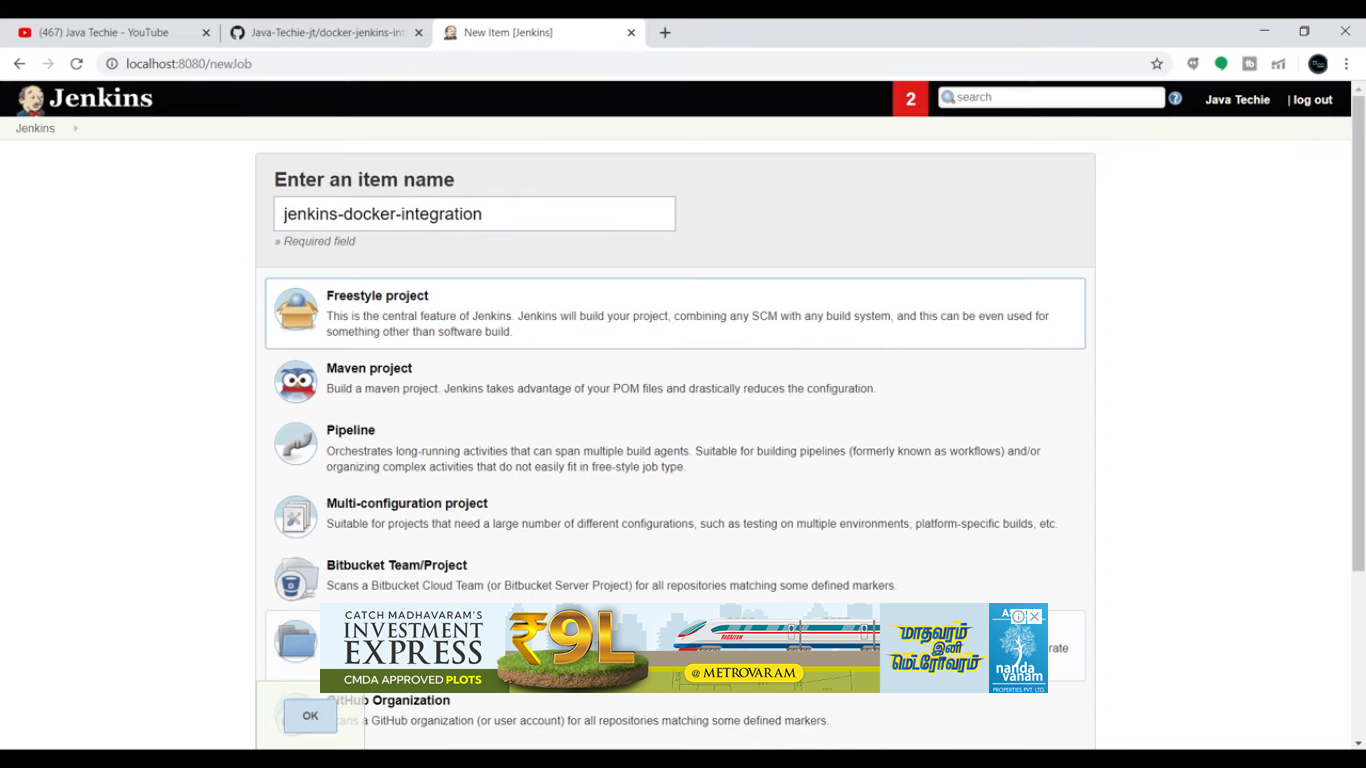 (467) Java Techie - YouTube
Java-Techie-jt/docker-jenkins-int
New Item [Jenkins]
localhost:8080/newJob
Jenkins
2
search
Java Techie
| log out
Jenkins
Enter an item name
jenkins-docker-integration
» Required field
Freestyle project
This is the central feature of Jenkins. Jenkins will build your project, combining any SCM with any build system, and this can be even used for
something other than software build.
Maven project
Build a maven project. Jenkins takes advantage of your POM files and drastically reduces the configuration.
Pipeline
Orchestrates long-running activities that can span multiple build agents. Suitable for building pipelines (formerly known as workflows) and/or
organizing complex activities that do not easily fit in free-style job type.
Multi-configuration project
Suitable for projects that need a large number of different configurations, such as testing on multiple environments, platform-specific builds, etc.
Bitbucket Team/Project
Scans a Bitbucket Cloud Team (or Bitbucket Server Project) for all repositories matching some defined markers.
CATCH MADHAVARAM'S
INVESTMENT
EXPRESS
CMDA APPROVED PLOTS
₹9L
@ METROVARAM
மாதவரம்
இனி
மெட்ரோவரம்
nanda
vanam
PROPERTIES PVT. LTD.
rate
GitHub Organization
Scans a GitHub organization (or user account) for all repositories matching some defined markers.
OK